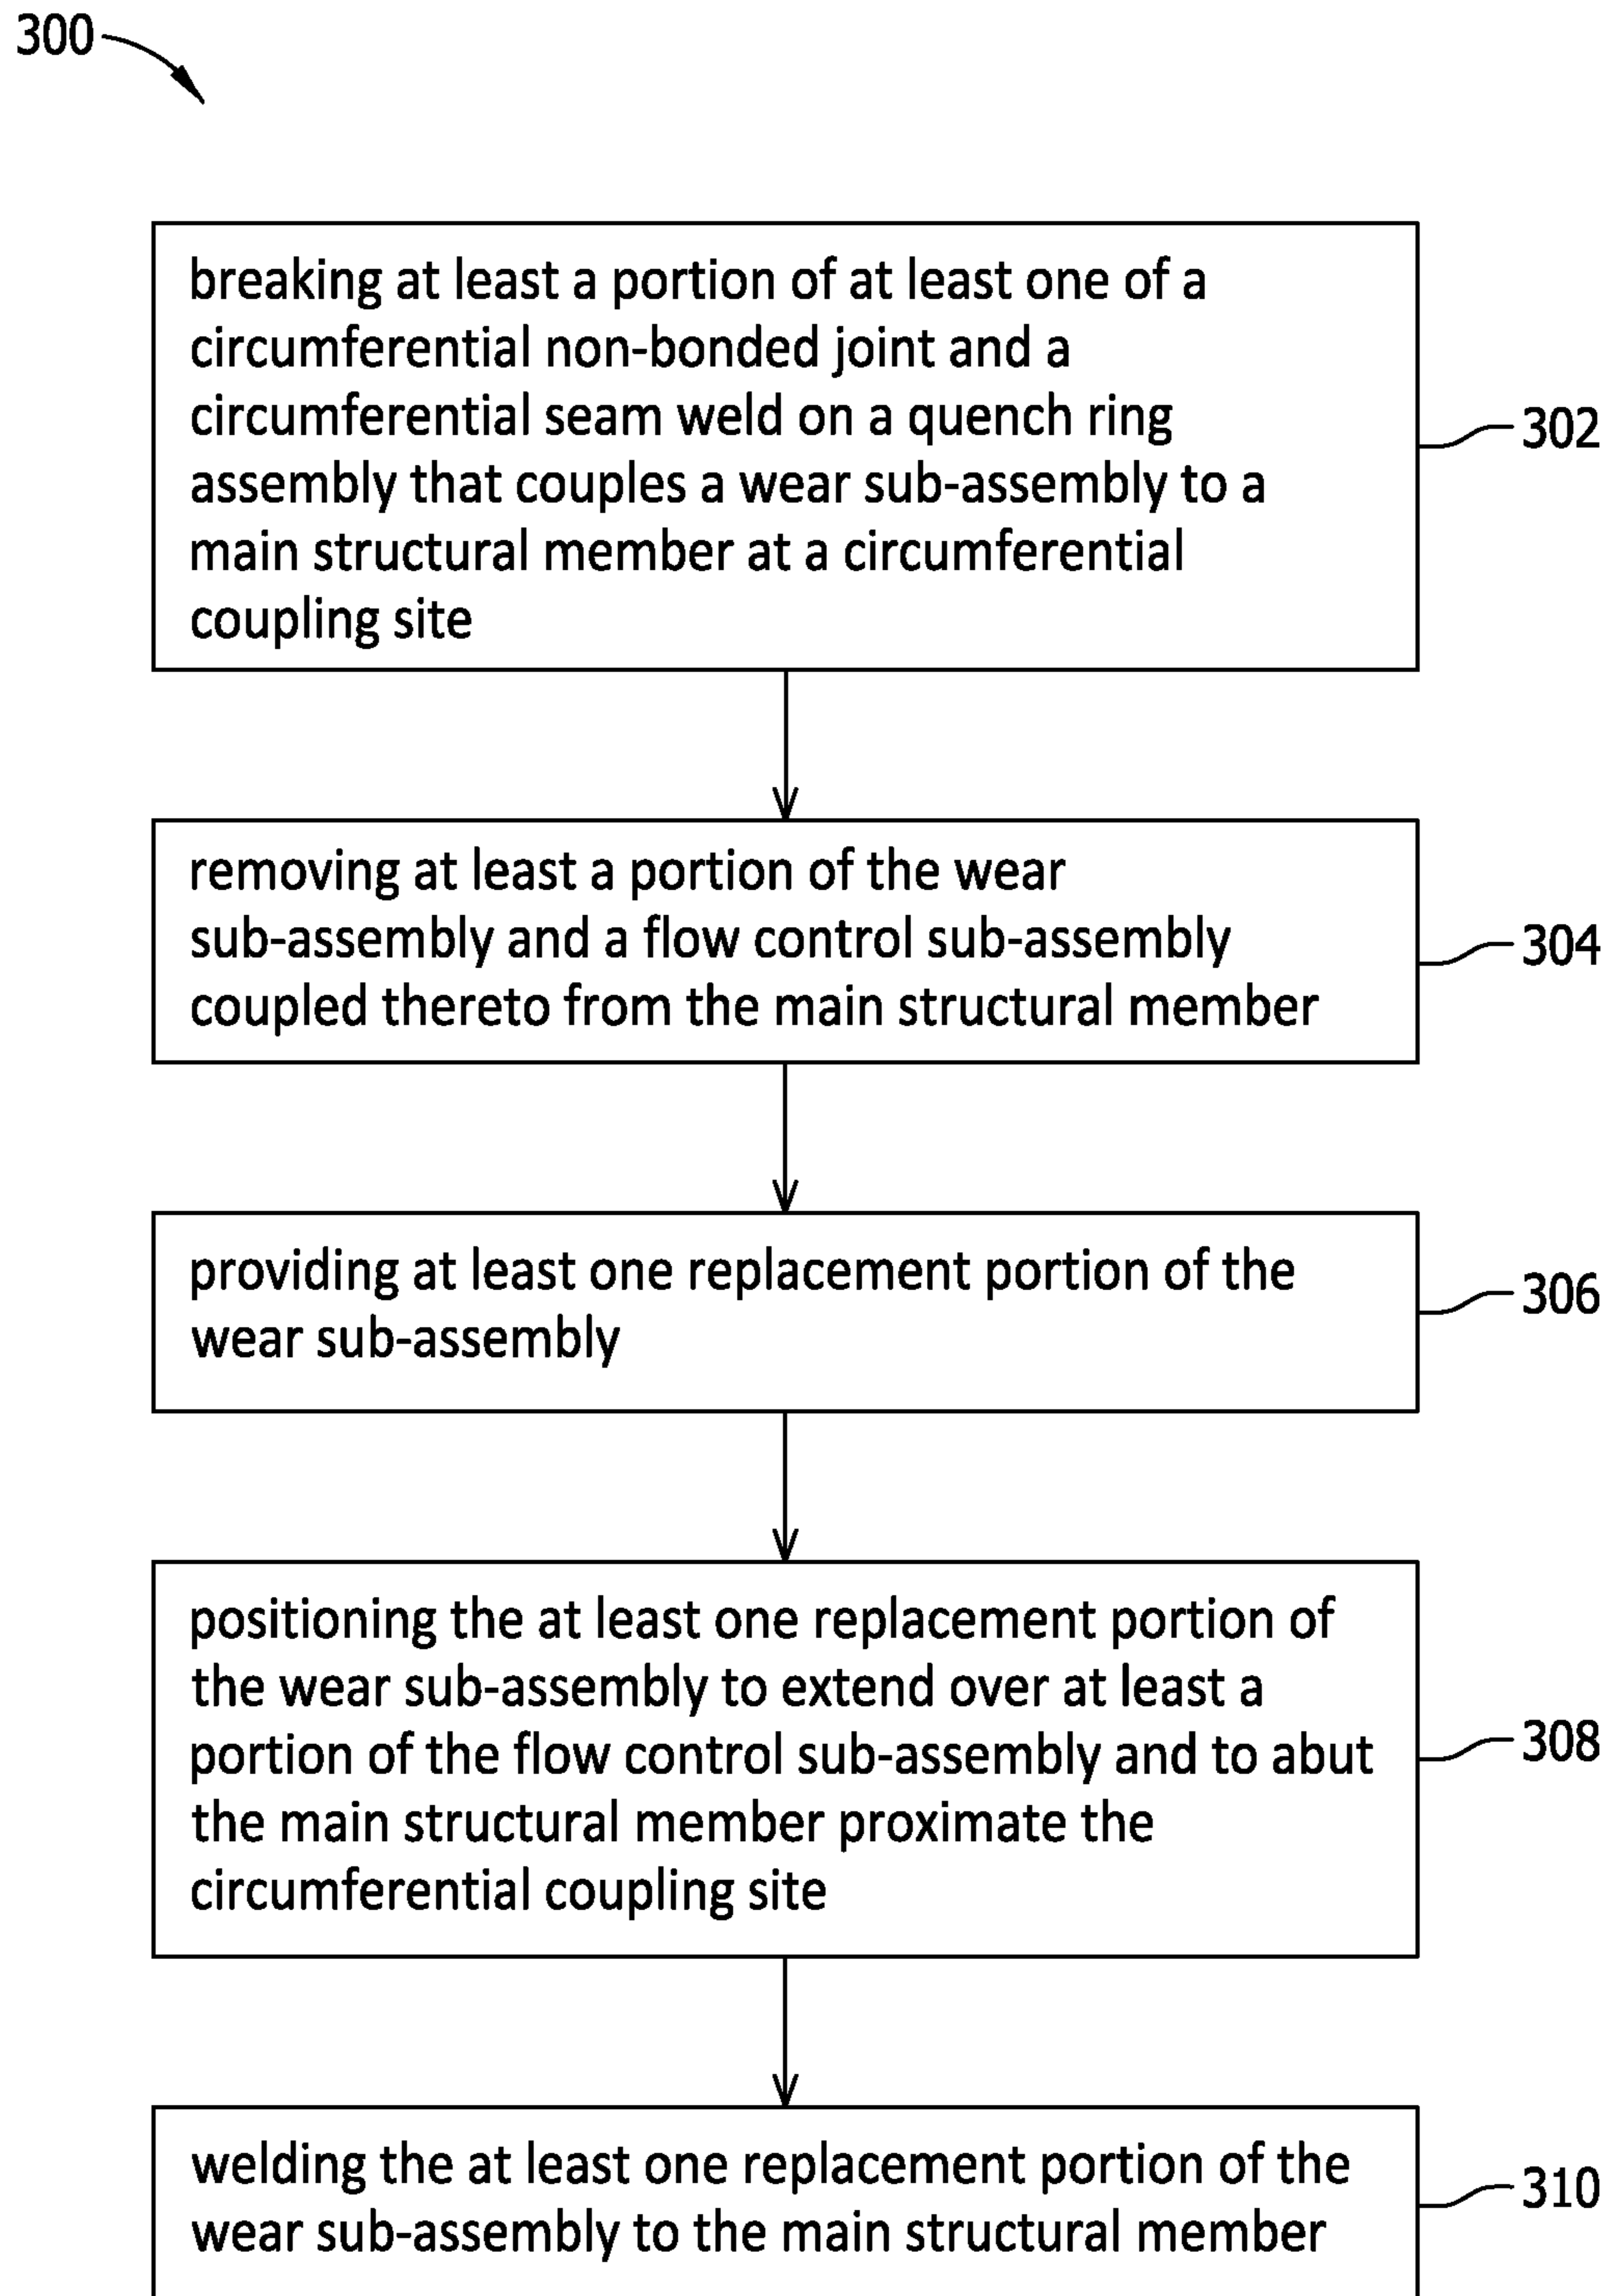 300
breaking at least a portion of at least one of a
circumferential non-bonded joint and a
circumferential seam weld on a quench ring
assembly that couples a wear sub-assembly to a
main structural member at a circumferential
coupling site
302
removing at least a portion of the wear
sub-assembly and a flow control sub-assembly
coupled thereto from the main structural member
304
providing at least one replacement portion of the
wear sub-assembly
306
positioning the at least one replacement portion of
the wear sub-assembly to extend over at least a
portion of the flow control sub-assembly and to abut
the main structural member proximate the
circumferential coupling site
308
welding the at least one replacement portion of the
wear sub-assembly to the main structural member
310